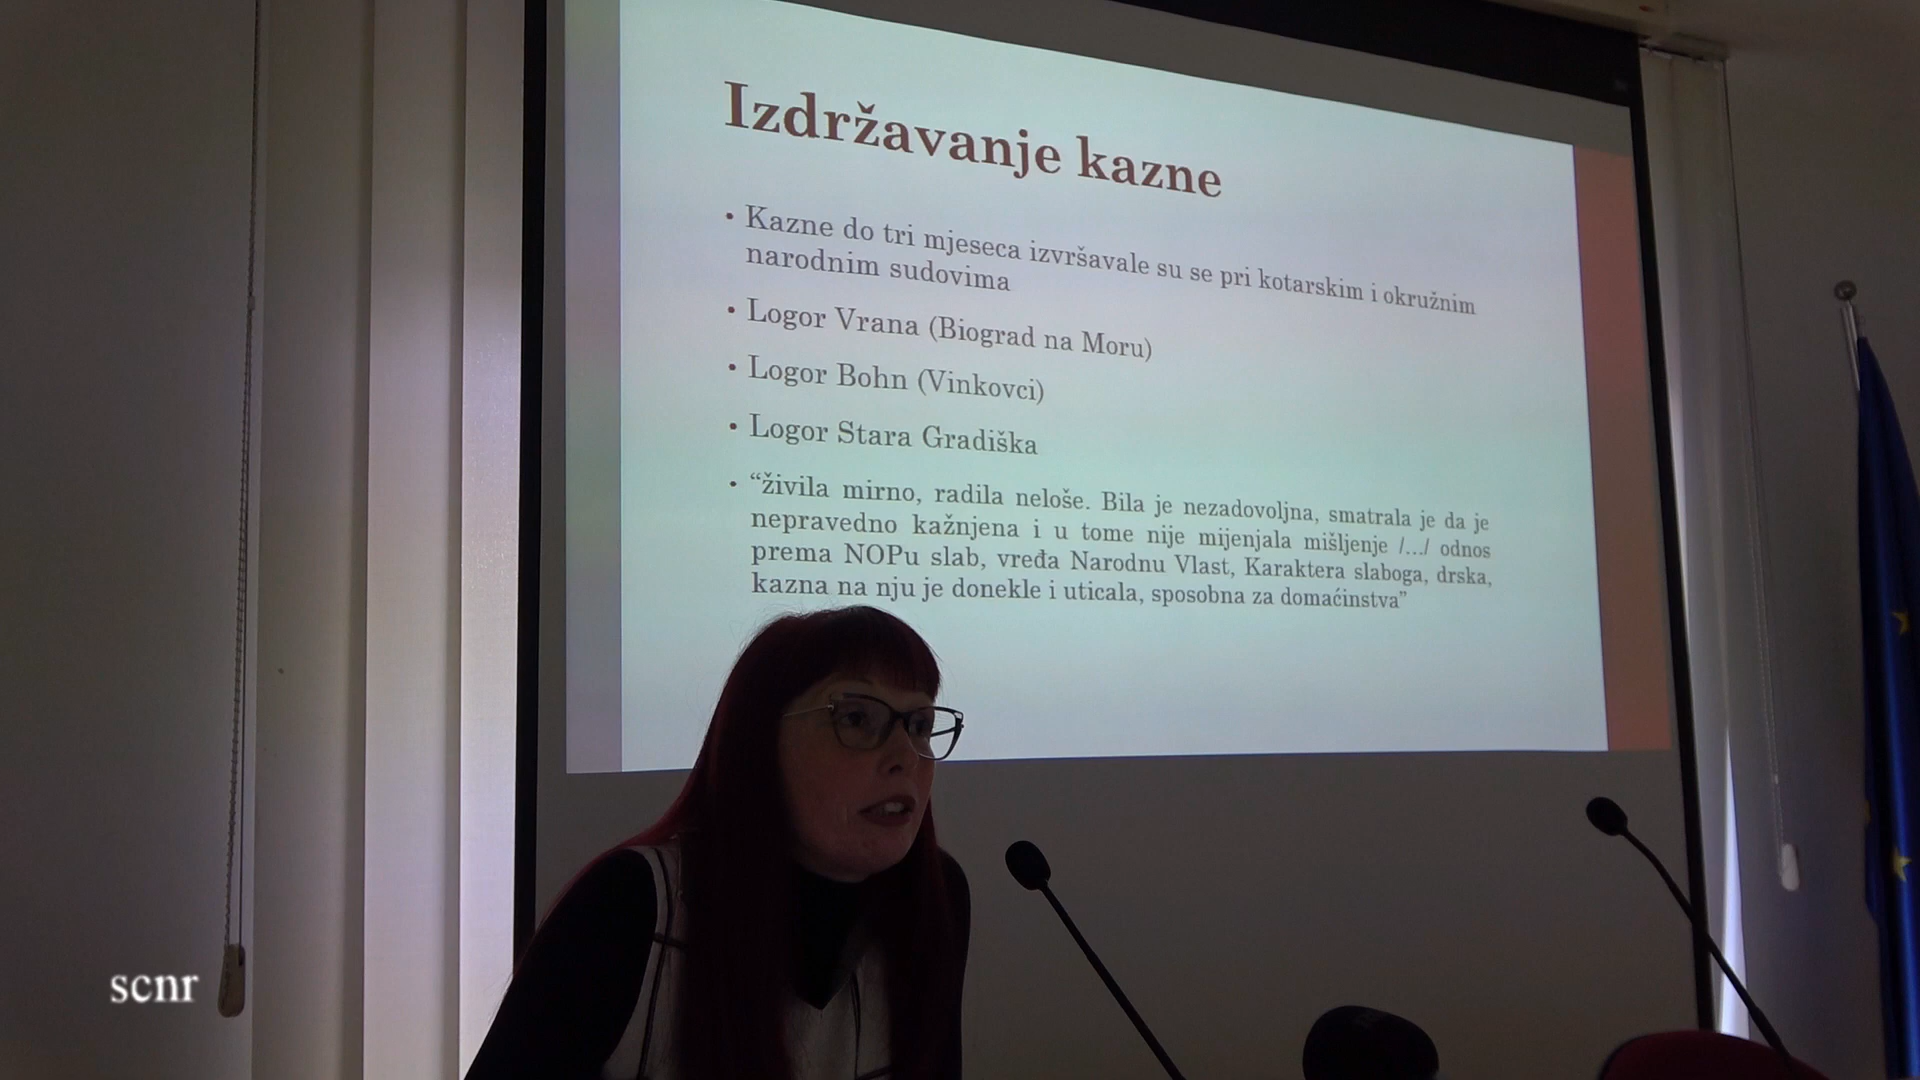 Izdržavanje kazne
• Kazne do tri mjeseca izvršavale su se pri kotarskim i okružnim
narodnim sudovima
• Logor Vrana (Biograd na Moru)
• Logor Bohn (Vinkovci)
• Logor Stara Gradiška
• “živila mirno, radila neloše. Bila je nezadovoljna, smatrala je da je
nepravedno kažnjena i u tome nije mijenjala mišljenje /.../ odnos
prema NOPu slab, vređa Narodnu Vlast, Karaktera slaboga, drska,
kazna na nju je donekle i uticala, sposobna za domaćinstva”
scnr